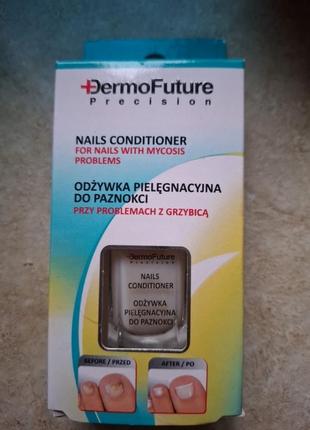 DermoFuture
Precision
NAILS CONDITIONER
FOR NAILS WITH MYCOSIS
PROBLEMS
ODŻYWKA PIELĘGNACYJNA
DO PAZNOKCI
PRZY PROBLEMACH Z GRZYBICĄ
DermoFuture
Precision
NAILS
CONDITIONER
ODŻYWKA
PIELĘGNACYJNA
DO PAZNOKCI
BEFORE / PRZED
AFTER / PO